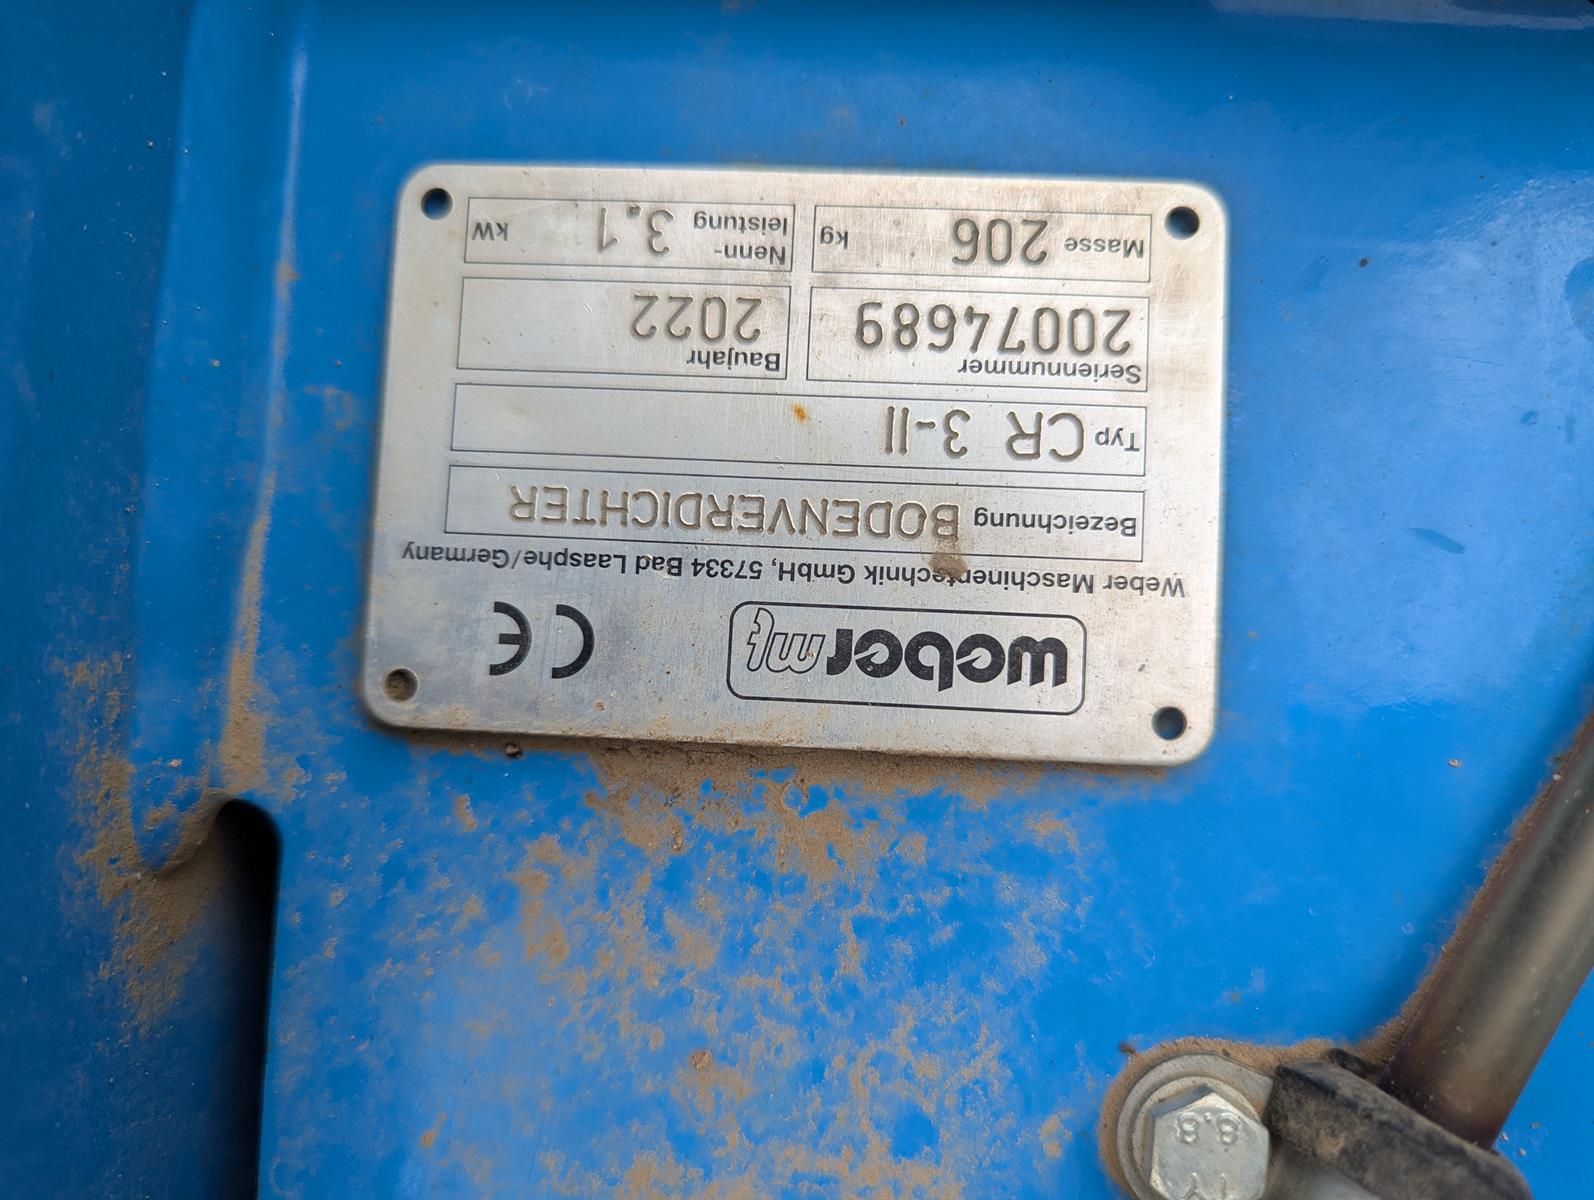 weber mt
CE
Weber Maschinentechnik GmbH, 57334 Bad Laasphe/Germany
Bezeichnung BODENVERDICHTER
Typ CR 3-II
Seriennummer
20074689
Baujahr
2022
Masse 206 kg
Nenn-
leistung 3.1 kW
8.8